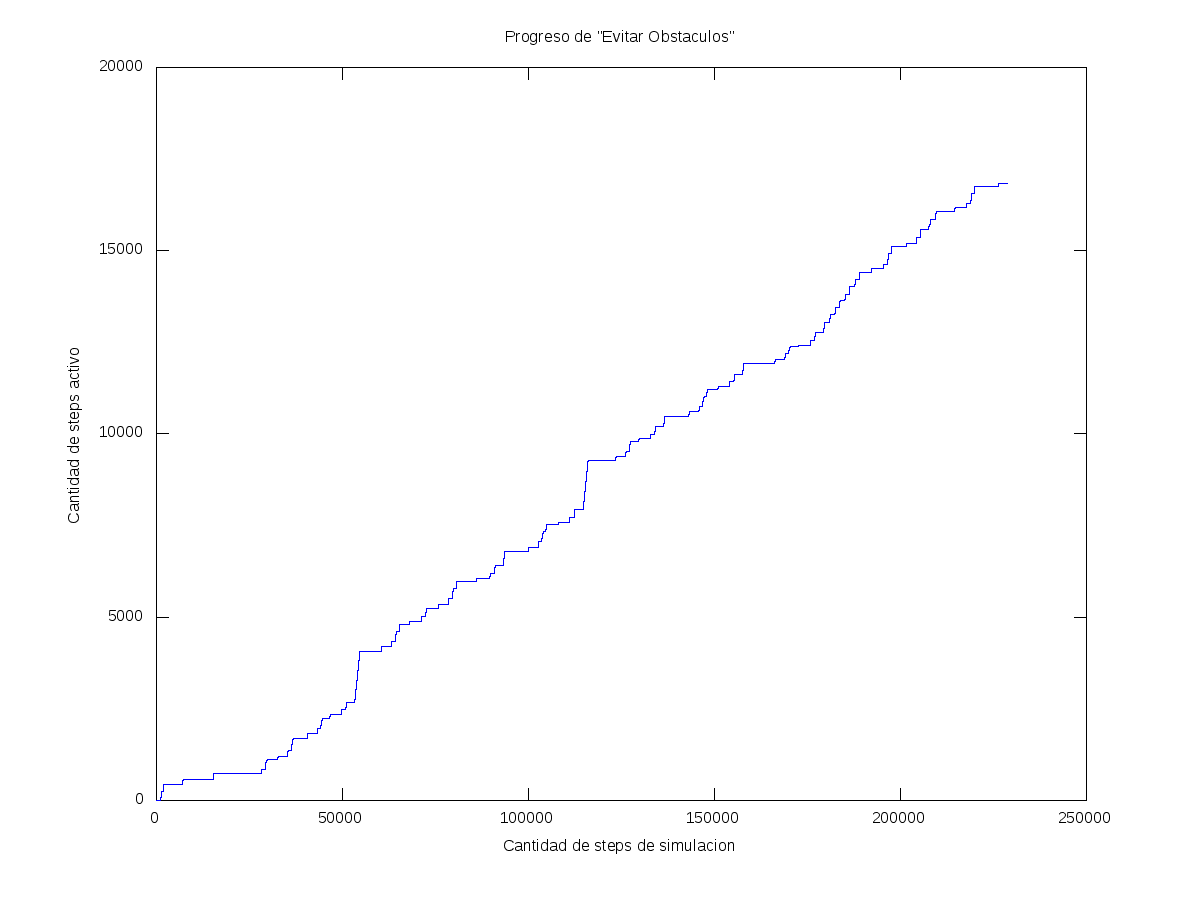 Progreso de "Evitar Obstaculos"
20000
15000
10000
5000
0
Cantidad de steps activo
0 50000 100000 150000 200000 250000
Cantidad de steps de simulacion